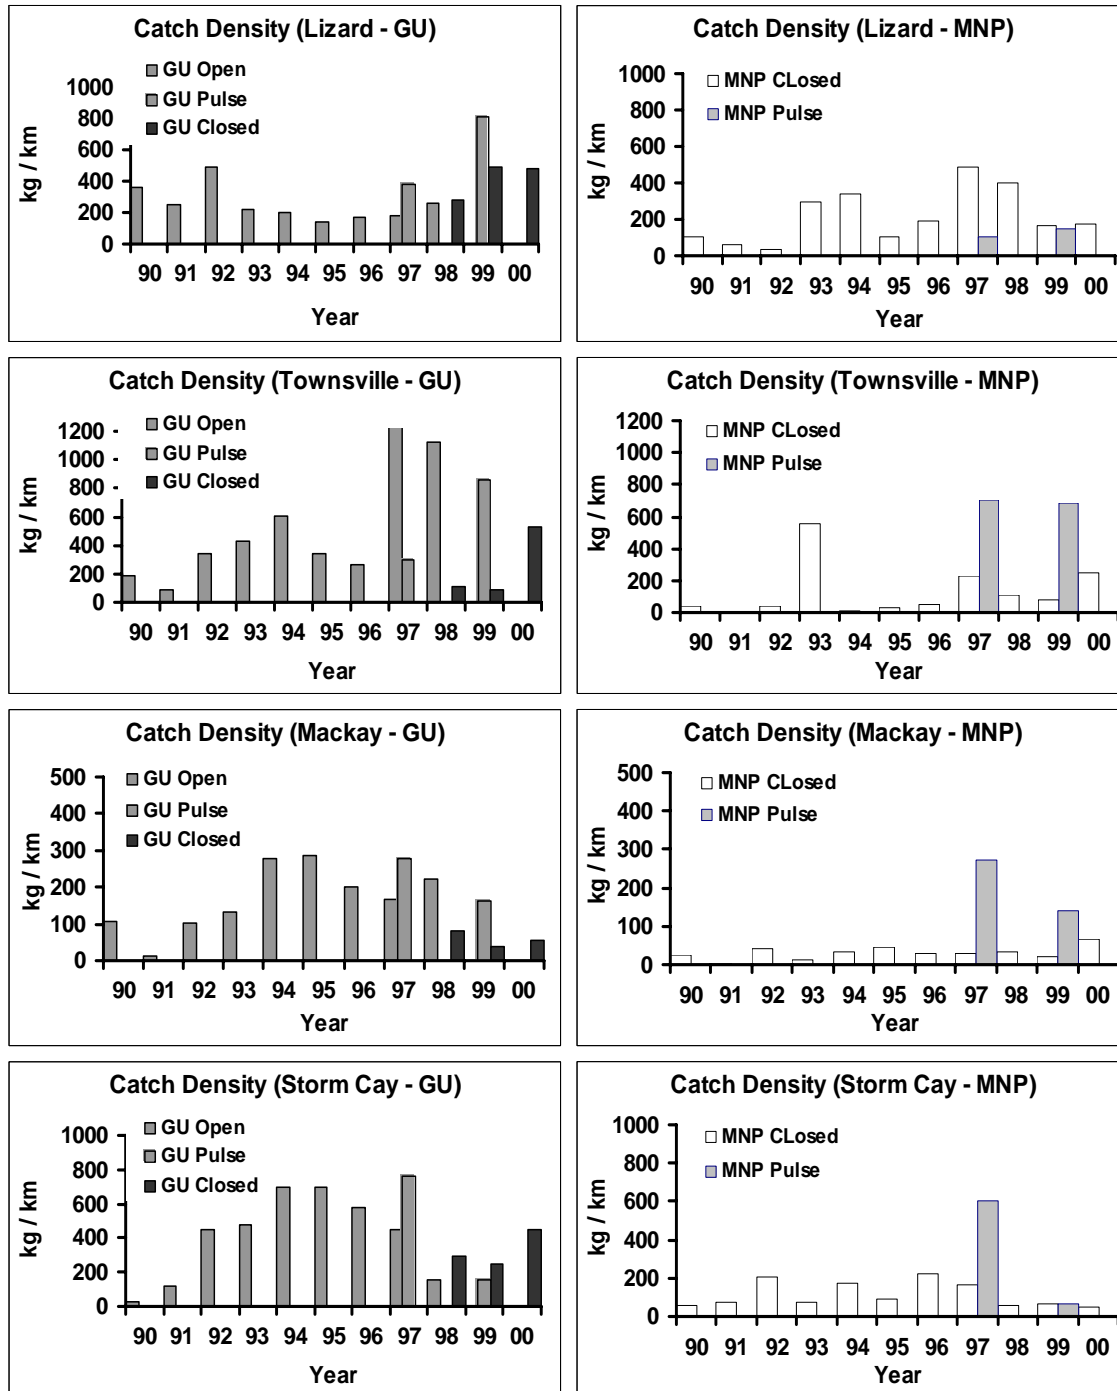 Catch Density (Lizard - GU)
GU Open
GU Pulse
GU Closed
kg / km
1000
800
600
400
200
0
90 91 92 93 94 95 96 97 98 99 00
Year
Catch Density (Lizard - MNP)
MNP CLosed
MNP Pulse
kg / km
1000
800
600
400
200
0
90 91 92 93 94 95 96 97 98 99 00
Year
Catch Density (Townsville - GU)
GU Open
GU Pulse
GU Closed
kg / km
1200
1000
800
600
400
200
0
90 91 92 93 94 95 96 97 98 99 00
Year
Catch Density (Townsville - MNP)
MNP CLosed
MNP Pulse
kg / km
1200
1000
800
600
400
200
0
90 91 92 93 94 95 96 97 98 99 00
Year
Catch Density (Mackay - GU)
GU Open
GU Pulse
GU Closed
kg / km
500
400
300
200
100
0
90 91 92 93 94 95 96 97 98 99 00
Year
Catch Density (Mackay - MNP)
MNP CLosed
MNP Pulse
kg / km
500
400
300
200
100
0
90 91 92 93 94 95 96 97 98 99 00
Year
Catch Density (Storm Cay - GU)
GU Open
GU Pulse
GU Closed
kg / km
1000
800
600
400
200
0
90 91 92 93 94 95 96 97 98 99 00
Year
Catch Density (Storm Cay - MNP)
MNP CLosed
MNP Pulse
kg / km
1000
800
600
400
200
0
90 91 92 93 94 95 96 97 98 99 00
Year